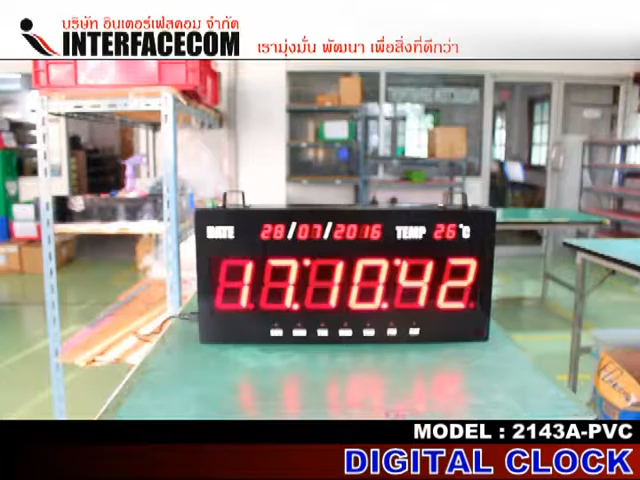 บริษัท อินเตอร์เฟสคอม จำกัด
INTERFACECOM
เรามุ่งมั่น พัฒนา เพื่อสิ่งที่ดีกว่า
DATE 28/07/2016 TEMP 26°C
17:10:42
MODEL : 2143A-PVC
DIGITAL CLOCK